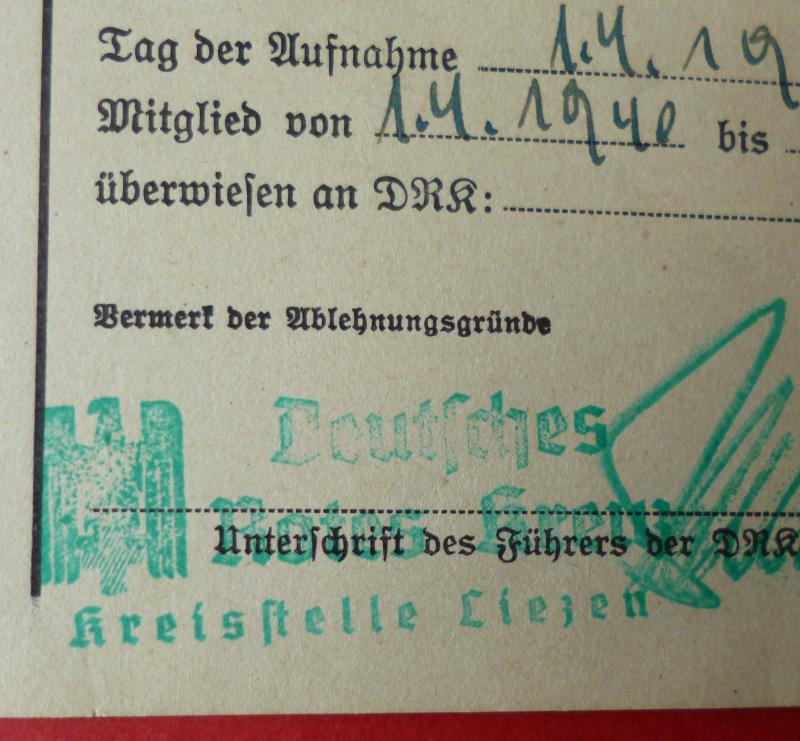 Tag der Aufnahme 1.4.19
Mitglied von 1.4.1940 bis
überwiesen an DRK:
Vermerk der Ablehnungsgründe
Deutsches
Rotes Kreuz
Unterschrift des Führers der DRK
Kreisstelle Liezen